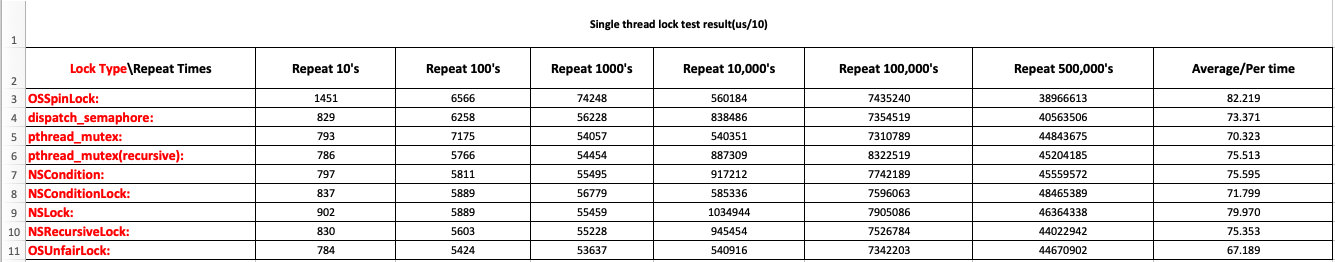 1 Single thread lock test result(us/10)
2 Lock Type\Repeat Times Repeat 10's Repeat 100's Repeat 1000's Repeat 10,000's Repeat 100,000's Repeat 500,000's Average/Per time
3 OSSpinLock: 1451 6566 74248 560184 7435240 38966613 82.219
4 dispatch_semaphore: 829 6258 56228 838486 7354519 40563506 73.371
5 pthread_mutex: 793 7175 54057 540351 7310789 44843675 70.323
6 pthread_mutex(recursive): 786 5766 54454 887309 8322519 45204185 75.513
7 NSCondition: 797 5811 55495 917212 7742189 45559572 75.595
8 NSConditionLock: 837 5889 56779 585336 7596063 48465389 71.799
9 NSLock: 902 5889 55459 1034944 7905086 46364338 79.970
10 NSRecursiveLock: 830 5603 55228 945454 7526784 44022942 75.353
11 OSUnfairLock: 784 5424 53637 540916 7342203 44670902 67.189